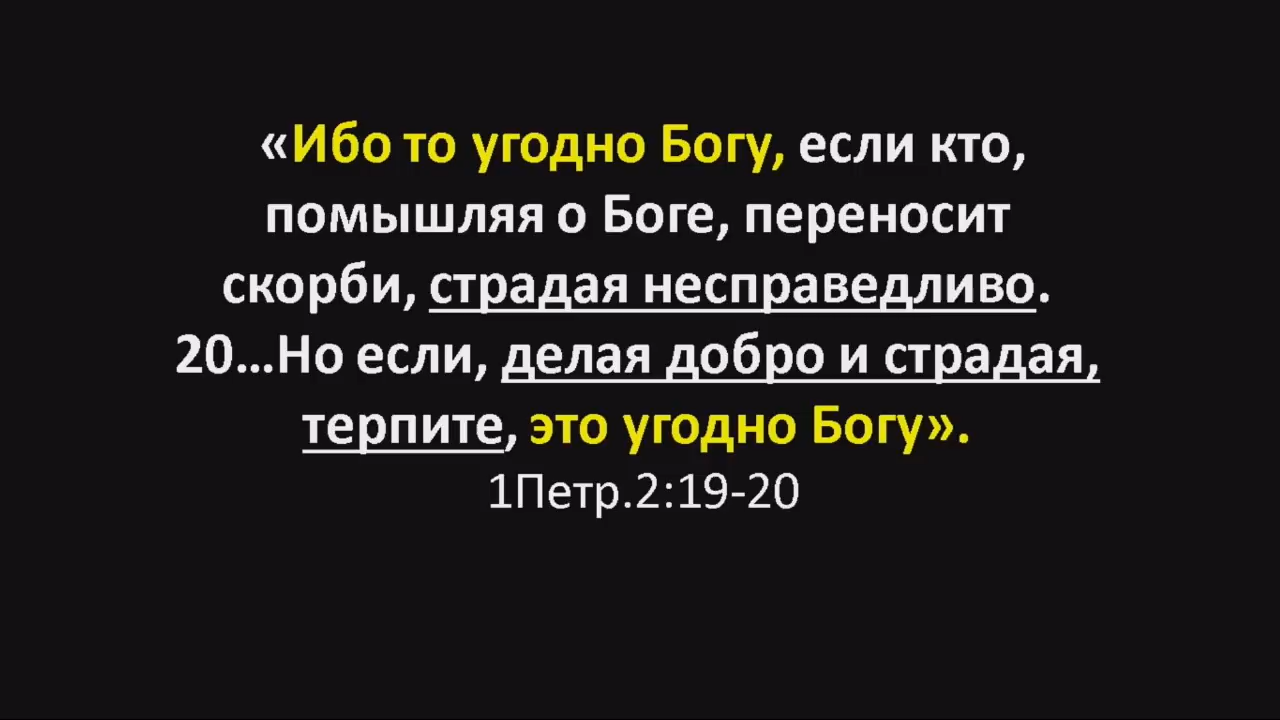 «Ибо то угодно Богу, если кто,
помышляя о Боге, переносит
скорби, страдая несправедливо.
20...Но если, делая добро и страдая,
терпите, это угодно Богу».
1Петр.2:19-20